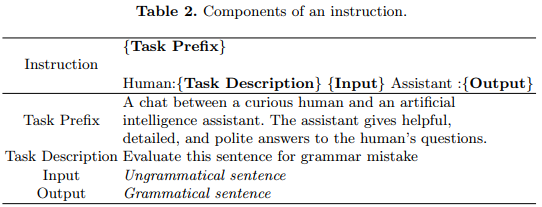 Table 2. Components of an instruction.
{Task Prefix}
Instruction
Human:{Task Description} {Input} Assistant :{Output}
A chat between a curious human and an artificial
Task Prefix intelligence assistant. The assistant gives helpful,
detailed, and polite answers to the human's questions.
Task Description Evaluate this sentence for grammar mistake
Input Ungrammatical sentence
Output Grammatical sentence